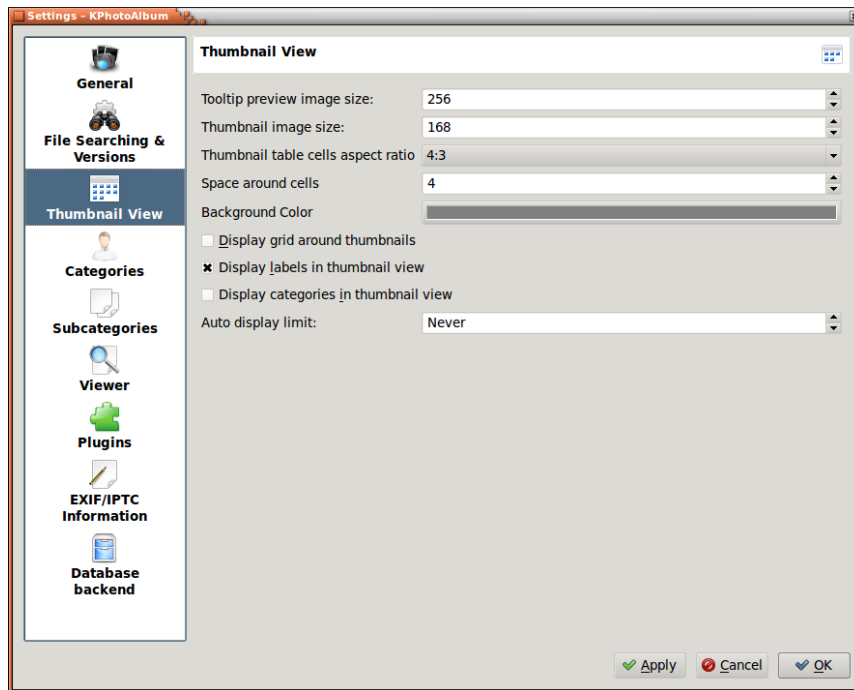 Settings – KPhotoAlbum
General
File Searching &
Versions
Thumbnail View
Categories
Subcategories
Viewer
Plugins
EXIF/IPTC
Information
Database
backend
Thumbnail View
Tooltip preview image size: 256
Thumbnail image size: 168
Thumbnail table cells aspect ratio 4:3
Space around cells 4
Background Color
Display grid around thumbnails
Display labels in thumbnail view
Display categories in thumbnail view
Auto display limit: Never
Apply Cancel OK